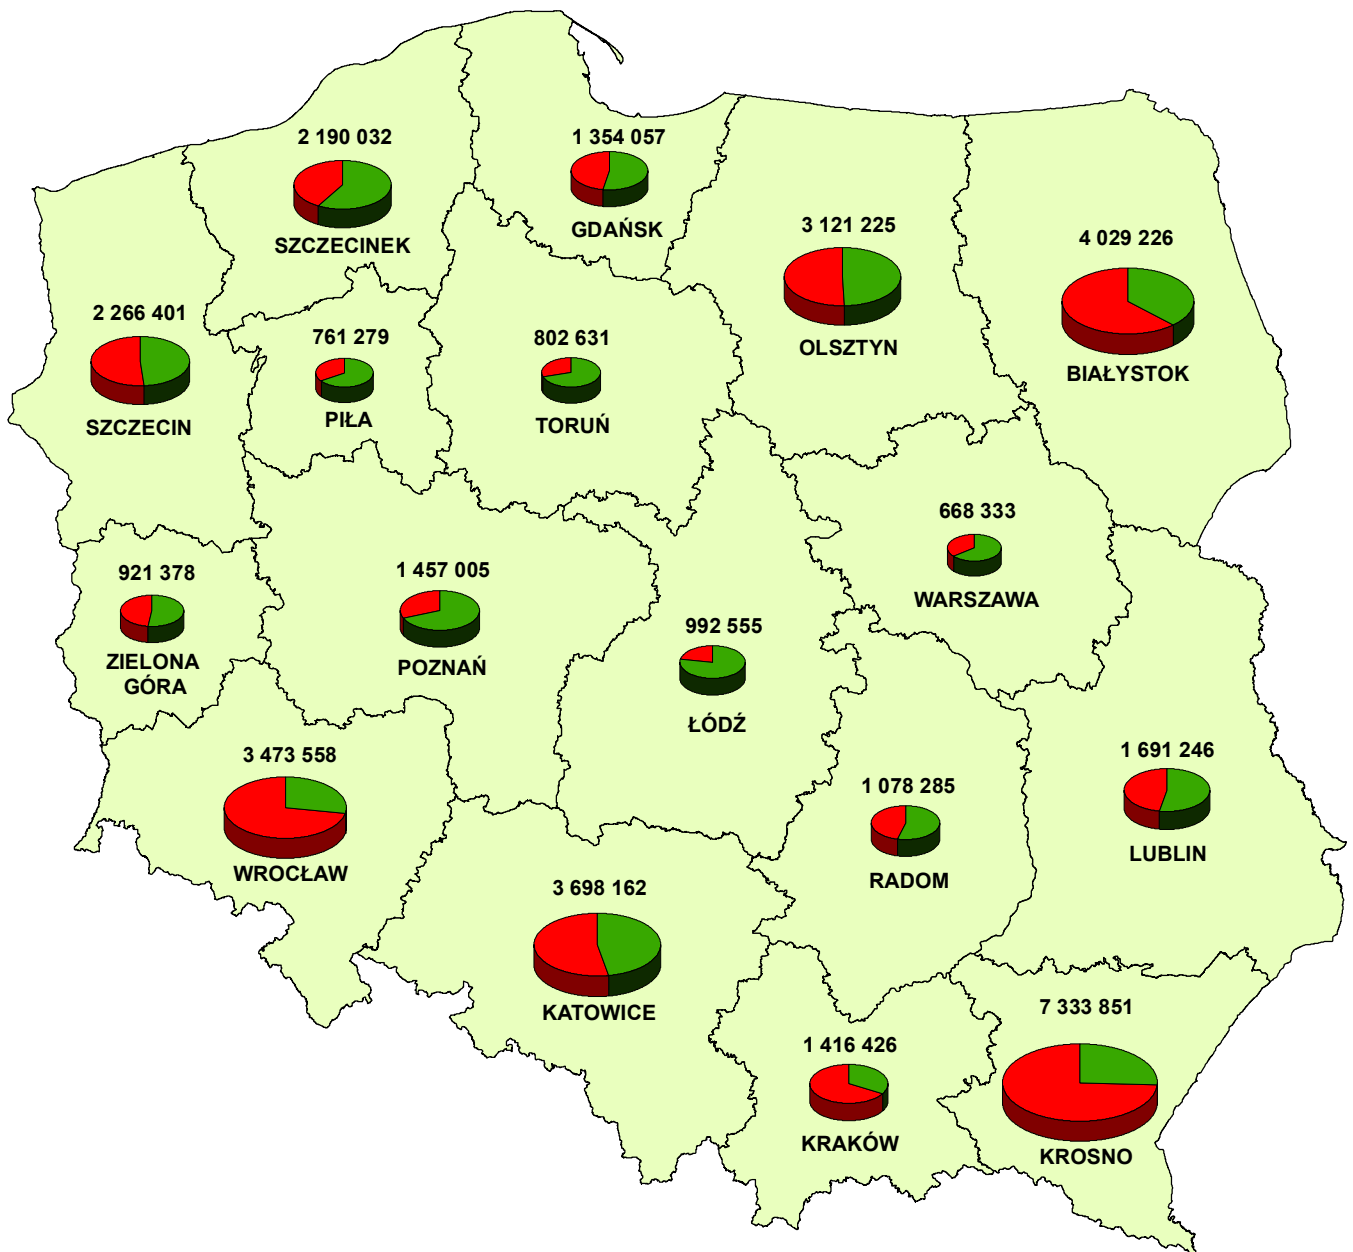 2 190 032
SZCZECINEK
1 354 057
GDAŃSK
3 121 225
OLSZTYN
4 029 226
BIAŁYSTOK
2 266 401
SZCZECIN
761 279
PIŁA
802 631
TORUŃ
668 333
WARSZAWA
921 378
ZIELONA
GÓRA
1 457 005
POZNAŃ
992 555
ŁÓDŹ
3 473 558
WROCŁAW
1 078 285
RADOM
1 691 246
LUBLIN
3 698 162
KATOWICE
1 416 426
KRAKÓW
7 333 851
KROSNO